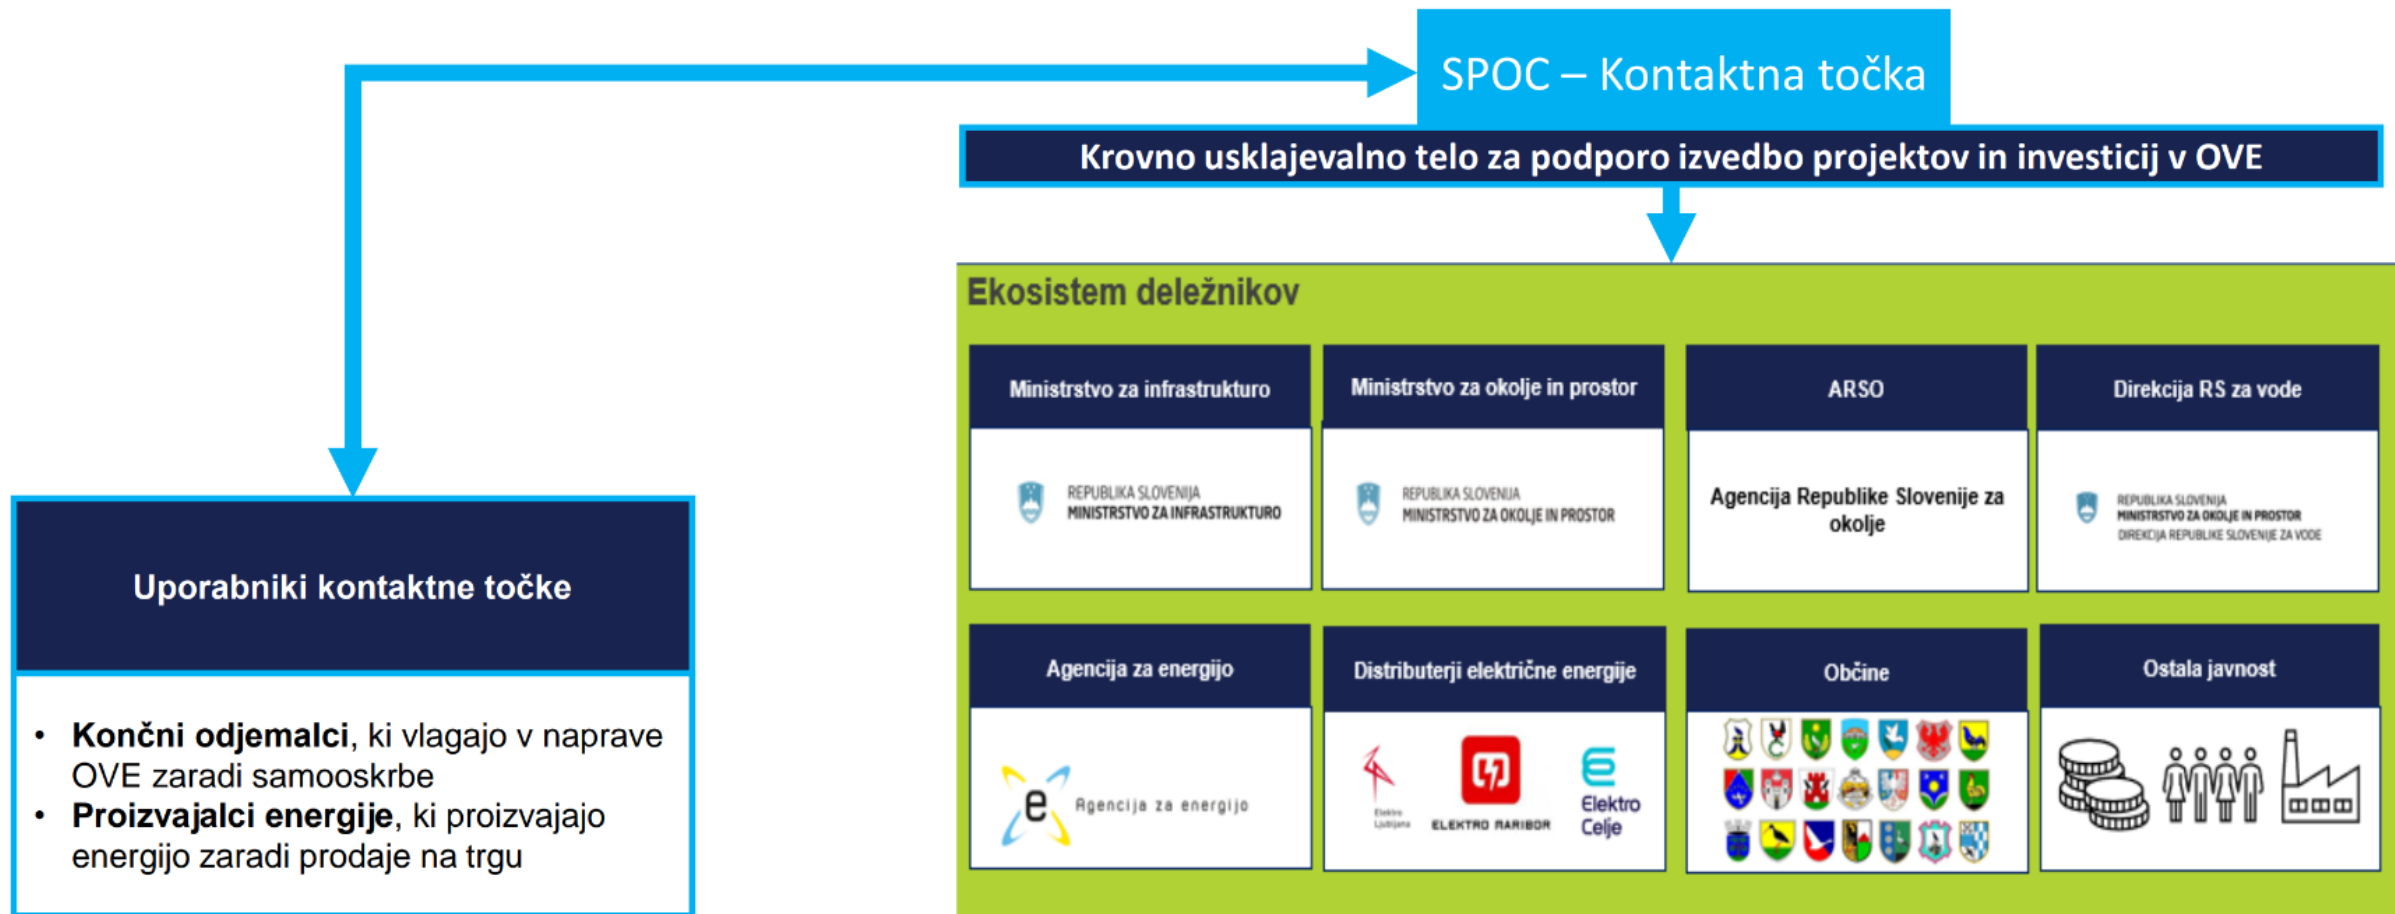 SPOC – Kontaktna točka
Krovno usklajevalno telo za podporo izvedbo projektov in investicij v OVE
Ekosistem deležnikov
Ministrstvo za infrastrukturo
REPUBLIKA SLOVENIJA
MINISTRSTVO ZA INFRASTRUKTURO
Ministrstvo za okolje in prostor
REPUBLIKA SLOVENIJA
MINISTRSTVO ZA OKOLJE IN PROSTOR
ARSO
Agencija Republike Slovenije za
okolje
Direkcija RS za vode
REPUBLIKA SLOVENIJA
MINISTRSTVO ZA OKOLJE IN PROSTOR
DIREKCIJA REPUBLIKE SLOVENIJE ZA VODE
Uporabniki kontaktne točke
• Končni odjemalci, ki vlagajo v naprave
OVE zaradi samooskrbe
• Proizvajalci energije, ki proizvajajo
energijo zaradi prodaje na trgu
Agencija za energijo
e Agencija za energijo
Distributerji električne energije
Elektro
Ljubljana
ELEKTRO MARIBOR
Elektro
Celje
Občine
Ostala javnost